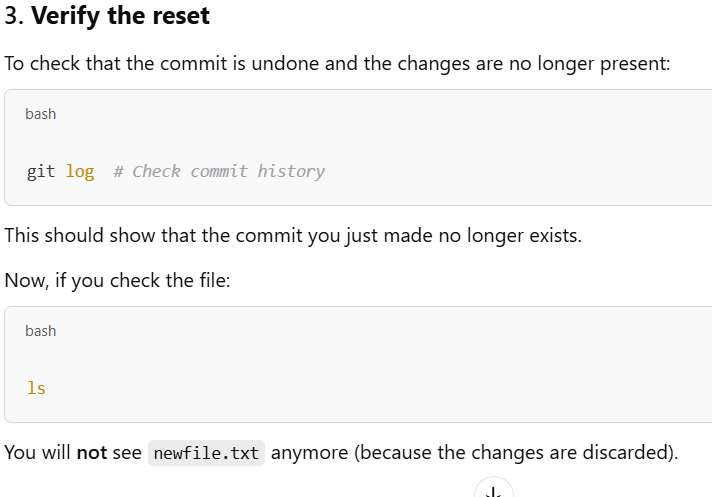 3. Verify the reset
To check that the commit is undone and the changes are no longer present:
bash
git log # Check commit history
This should show that the commit you just made no longer exists.
Now, if you check the file:
bash
ls
You will not see newfile.txt anymore (because the changes are discarded).